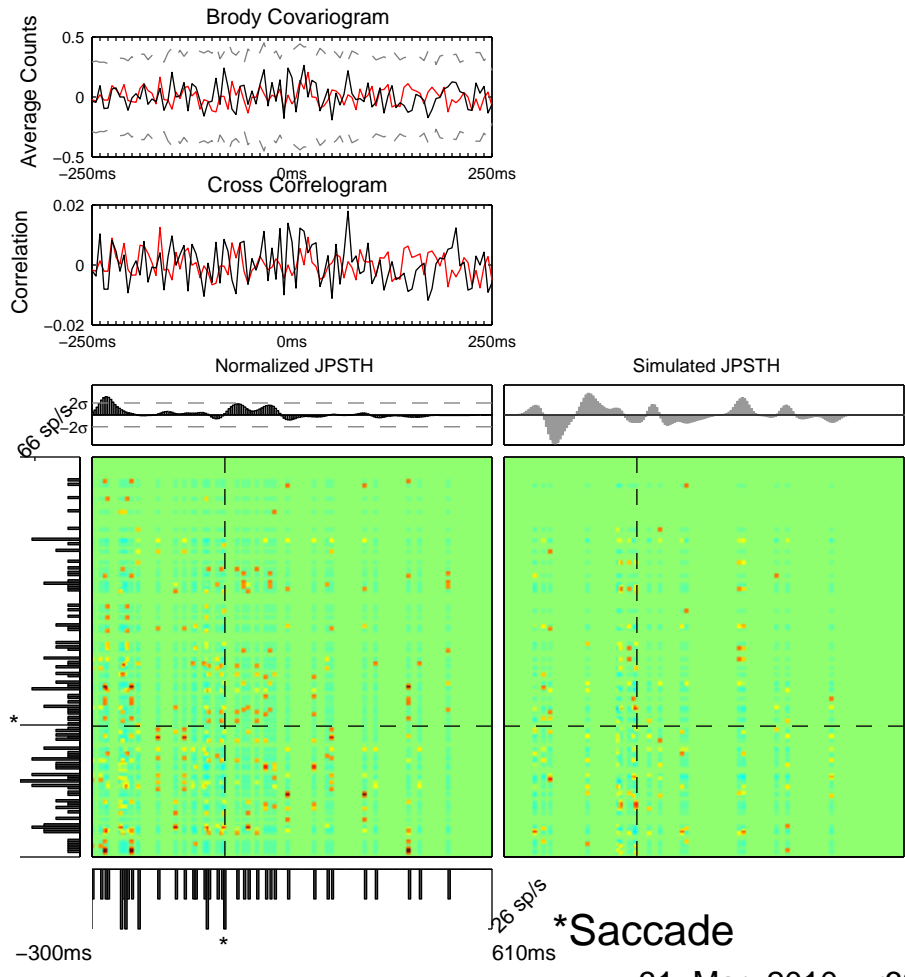 Brody Covariogram
Average Counts
0.5
0
−0.5
−250ms
0ms
250ms
Cross Correlogram
Correlation
0.02
0
−0.02
−250ms
0ms
250ms
Normalized JPSTH
Simulated JPSTH
66 sp/s
2σ
−2σ
*
26 sp/s
*
−300ms
610ms
*Saccade